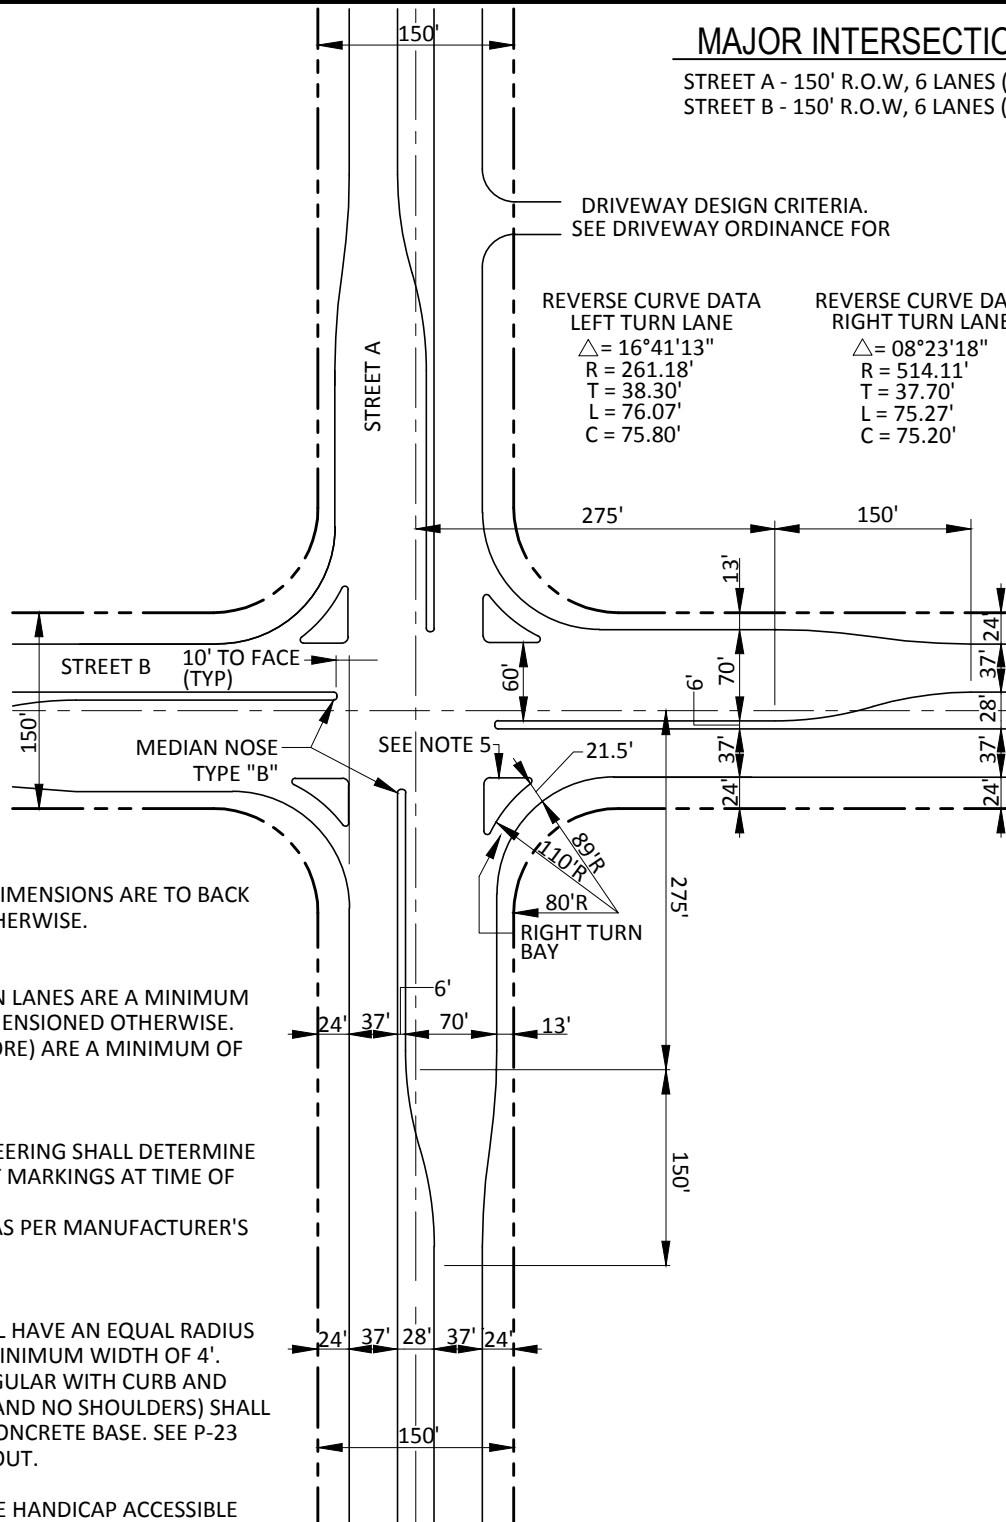 150'
MAJOR INTERSECTIO
STREET A - 150' R.O.W, 6 LANES (
STREET B - 150' R.O.W, 6 LANES (
DRIVEWAY DESIGN CRITERIA.
SEE DRIVEWAY ORDINANCE FOR
REVERSE CURVE DATA
LEFT TURN LANE
△= 16°41'13"
R = 261.18'
T = 38.30'
L = 76.07'
C = 75.80'
REVERSE CURVE DA
RIGHT TURN LANE
△= 08°23'18"
R = 514.11'
T = 37.70'
L = 75.27'
C = 75.20'
STREET A
275'
150'
13'
24'
STREET B
10' TO FACE
(TYP)
60'
6'
70'
37'
28'
150'
MEDIAN NOSE
TYPE "B"
SEE NOTE 5
21.5'
37'
37'
24'
24'
89'R
110'R
80'R
275'
RIGHT TURN
BAY
IMENSIONS ARE TO BACK
HERWISE.
N LANES ARE A MINIMUM
ENSIONED OTHERWISE.
ORE) ARE A MINIMUM OF
6'
24'
37'
70'
13'
EERING SHALL DETERMINE
T MARKINGS AT TIME OF
AS PER MANUFACTURER'S
150'
L HAVE AN EQUAL RADIUS
MINIMUM WIDTH OF 4'.
GULAR WITH CURB AND
AND NO SHOULDERS) SHALL
ONCRETE BASE. SEE P-23
OUT.
24'
37'
28'
37'
24'
150'
E HANDICAP ACCESSIBLE